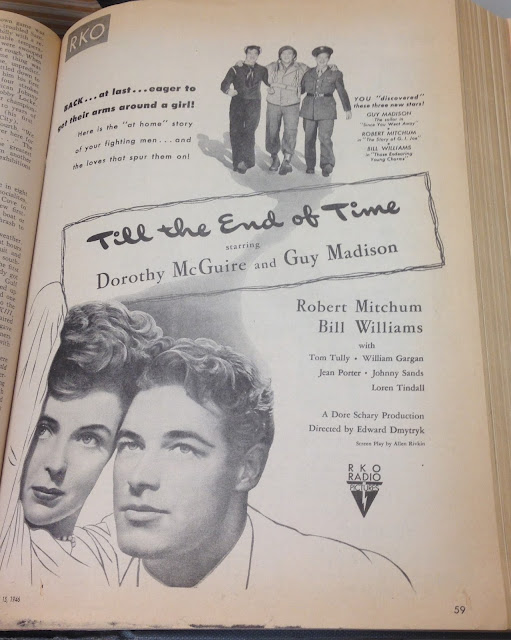 RKO
BACK...at last...eager to
get their arms around a girl!
Here is the "at home" story
of your fighting men...and
the loves that spur them on!
YOU "discovered"
these three new stars!
GUY MADISON
The sailor in
"Since You Went Away"
ROBERT MITCHUM
in "The Story of G. I. Joe"
BILL WILLIAMS
in "Those Endearing
Young Charms"
Till the End of Time
starring
Dorothy McGuire and Guy Madison
Robert Mitchum
Bill Williams
with
Tom Tully • William Gargan
Jean Porter • Johnny Sands
Loren Tindall
A Dore Schary Production
Directed by Edward Dmytryk
Screen Play by Allen Rivkin
RKO
RADIO
PICTURES
15, 1946
59